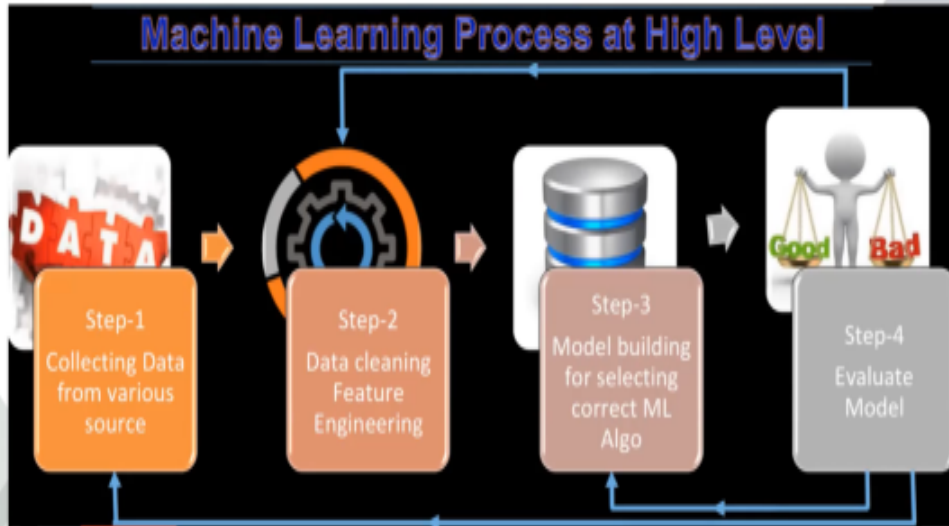 Machine Learning Process at High Level
DATA
Step-1
Collecting Data
from various
source
Step-2
Data cleaning
Feature
Engineering
Step-3
Model building
for selecting
correct ML
Algo
Good
Bad
Step-4
Evaluate
Model